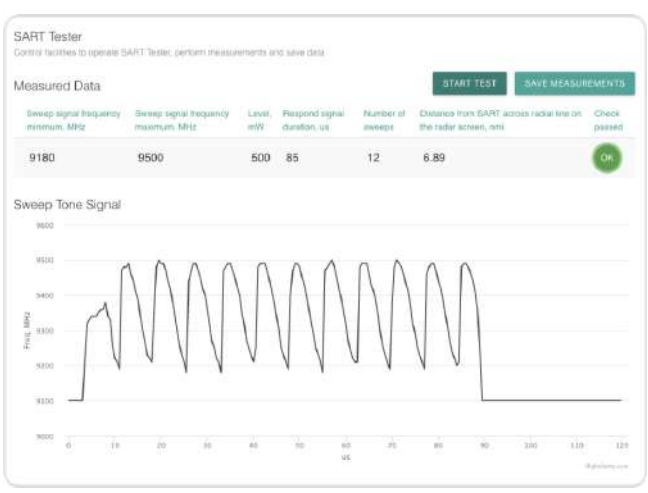 SART Tester
Control facilities to operate SART Tester, perform measurements and save data
Measured Data
START TEST
SAVE MEASUREMENTS
Sweep signal frequency minimum, MHz
Sweep signal frequency maximum, MHz
Level, mW
Respond signal duration, us
Number of sweeps
Distance from SART across radial line on the radar screen, nmi
Check passed
9180
9500
500
85
12
6.89
OK
Sweep Tone Signal
9600
9500
9400
9300
9200
9100
9000
Freq, MHz
0
10
20
30
40
50
60
70
80
90
100
110
120
us
Highcharts.com